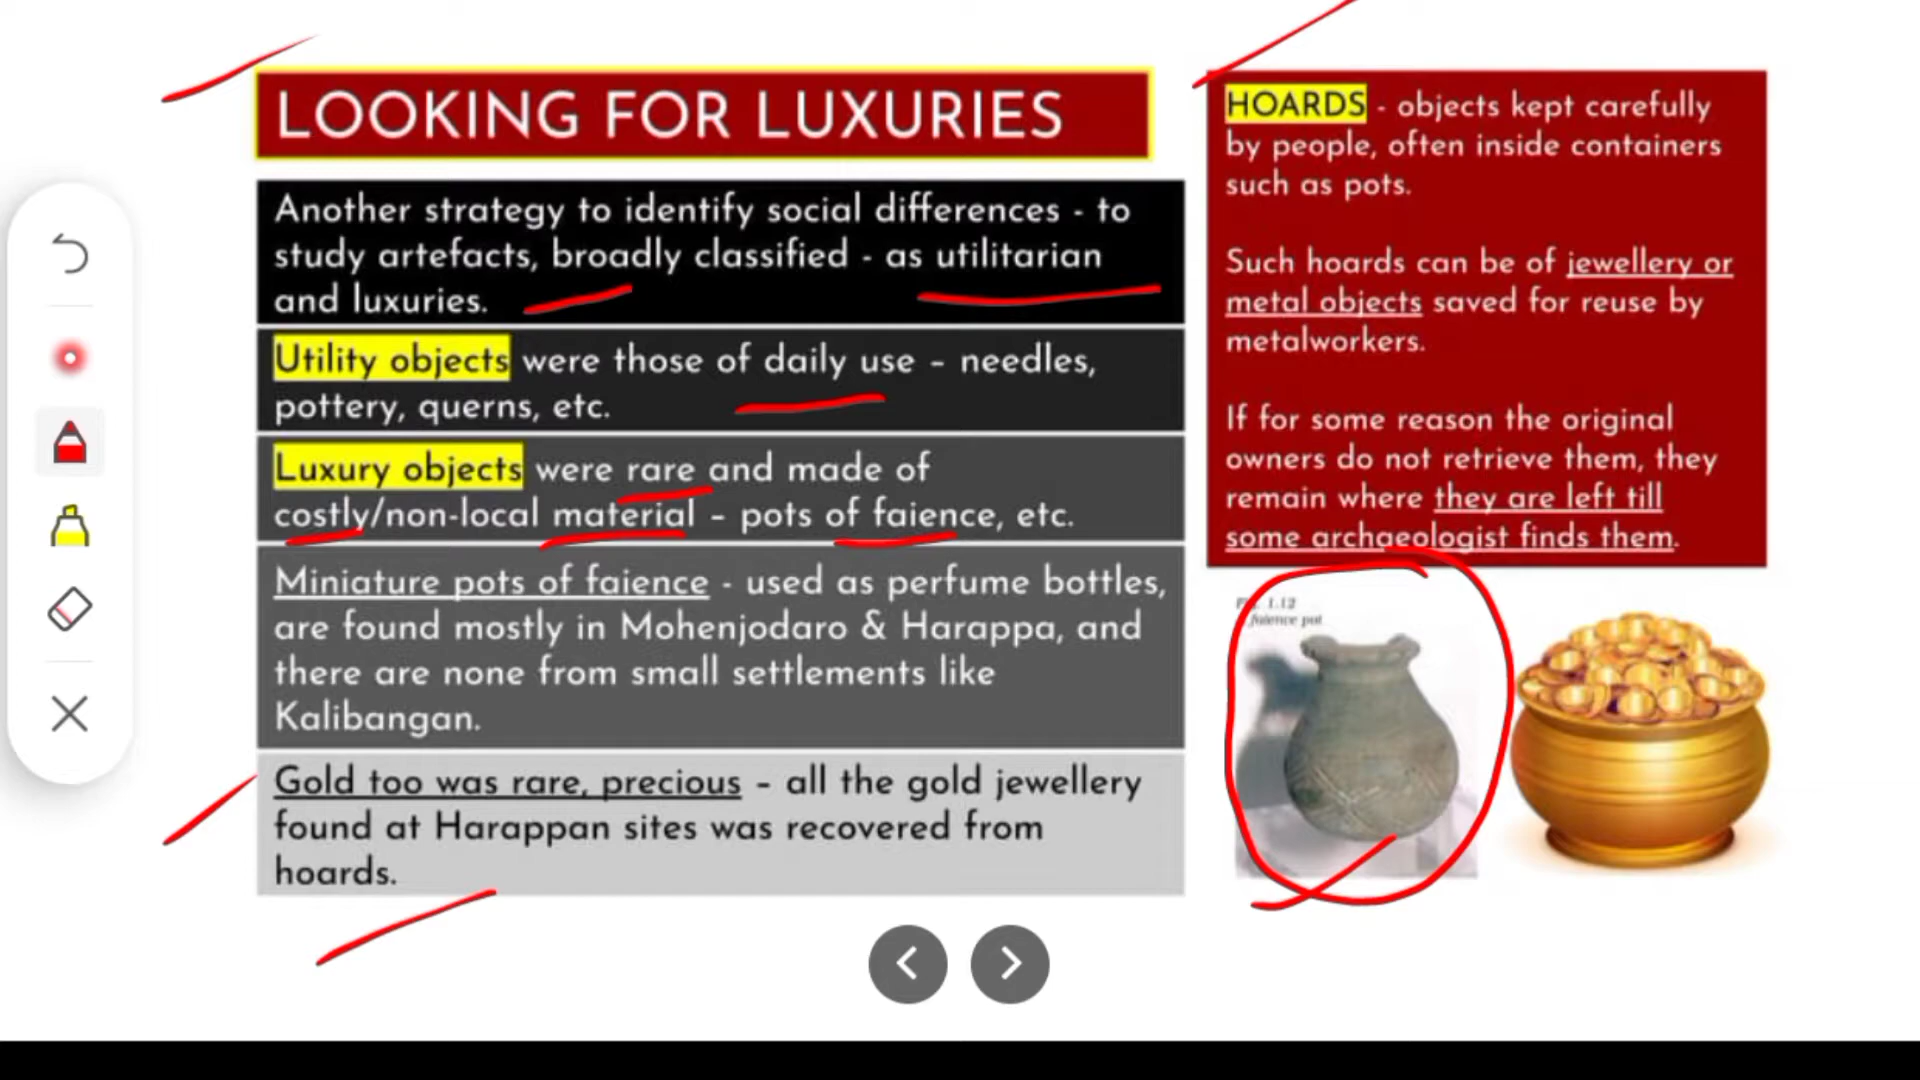 LOOKING FOR LUXURIES
Another strategy to identify social differences - to
study artefacts, broadly classified - as utilitarian
and luxuries.
Utility objects were those of daily use – needles,
pottery, querns, etc.
Luxury objects were rare and made of
costly/non-local material – pots of faience, etc.
Miniature pots of faience - used as perfume bottles,
are found mostly in Mohenjodaro & Harappa, and
there are none from small settlements like
Kalibangan.
Gold too was rare, precious – all the gold jewellery
found at Harappan sites was recovered from
hoards.
HOARDS - objects kept carefully
by people, often inside containers
such as pots.
Such hoards can be of jewellery or
metal objects saved for reuse by
metalworkers.
If for some reason the original
owners do not retrieve them, they
remain where they are left till
some archaeologist finds them.
1.12
faience pot